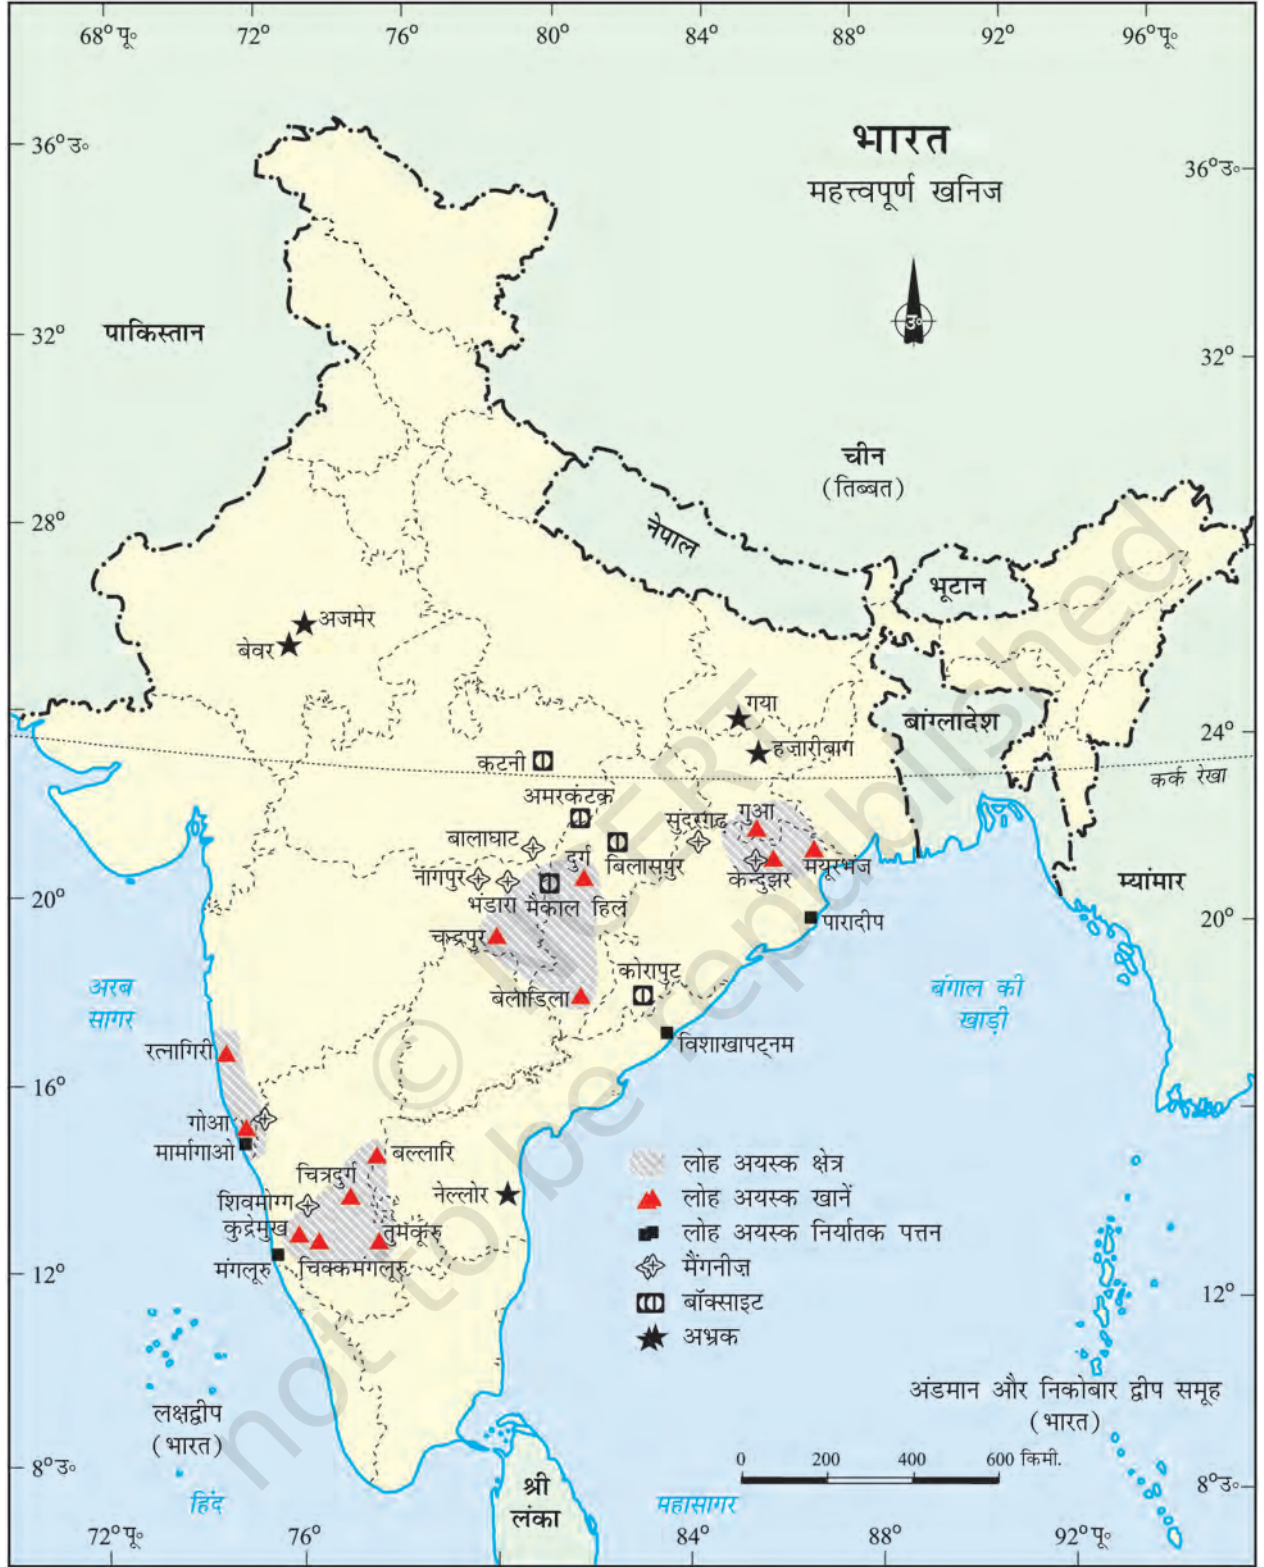 68° पू॰
72°
76°
80°
84°
88°
92°
96° पू॰
भारत
महत्त्वपूर्ण खनिज
36° उ॰
36° उ॰
उ॰
पाकिस्तान
32°
32°
चीन
(तिब्बत)
28°
नेपाल
भूटान
अजमेर
बेवर
गया
बांग्लादेश
24°
हज़ारीबाग
कटनी
कर्क रेखा
अमरकंटक
सुंदरगढ़
गुआ
बालाघाट
दुर्ग
बिलासपुर
मयूरभंज
नागपुर
केन्दुझर
म्यांमार
20°
20°
भंडारा
मैकाल हिल
पारादीप
चन्द्रपुर
कोरापुट
बेलाडिला
अरब
सागर
बंगाल की
खाड़ी
विशाखापट्नम
रत्नागिरी
16°
गोआ
मार्मागाओ
बल्लारि
चित्रदुर्ग
शिवमोग्ग
नेल्लोर
कुद्रेमुख
तुमकूरु
मंगलूरु
चिक्कमंगलूरु
लोह अयस्क क्षेत्र
लोह अयस्क खानें
लोह अयस्क निर्यातक पत्तन
मैंगनीज़
बॉक्साइट
अभ्रक
12°
12°
लक्षद्वीप
(भारत)
अंडमान और निकोबार द्वीप समूह
(भारत)
0 200 400 600 किमी.
8° उ॰
8° उ॰
हिंद
महासागर
श्री
लंका
72° पू॰
76°
84°
88°
92° पू॰
© NCERT
not to be republished